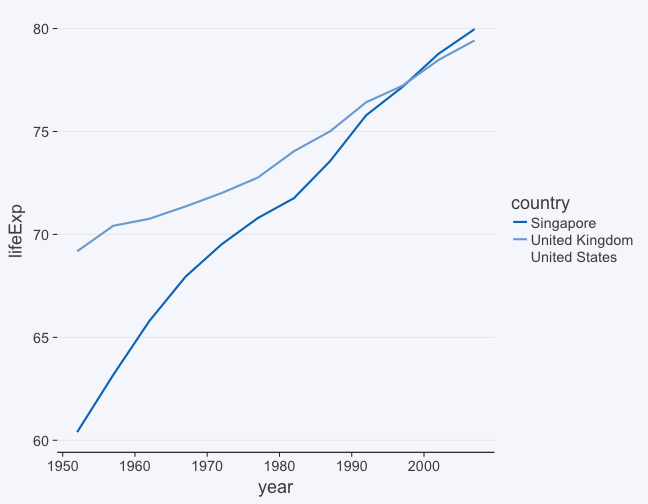 80
75
70
65
60
lifeExp
1950 1960 1970 1980 1990 2000
year
country
Singapore
United Kingdom
United States